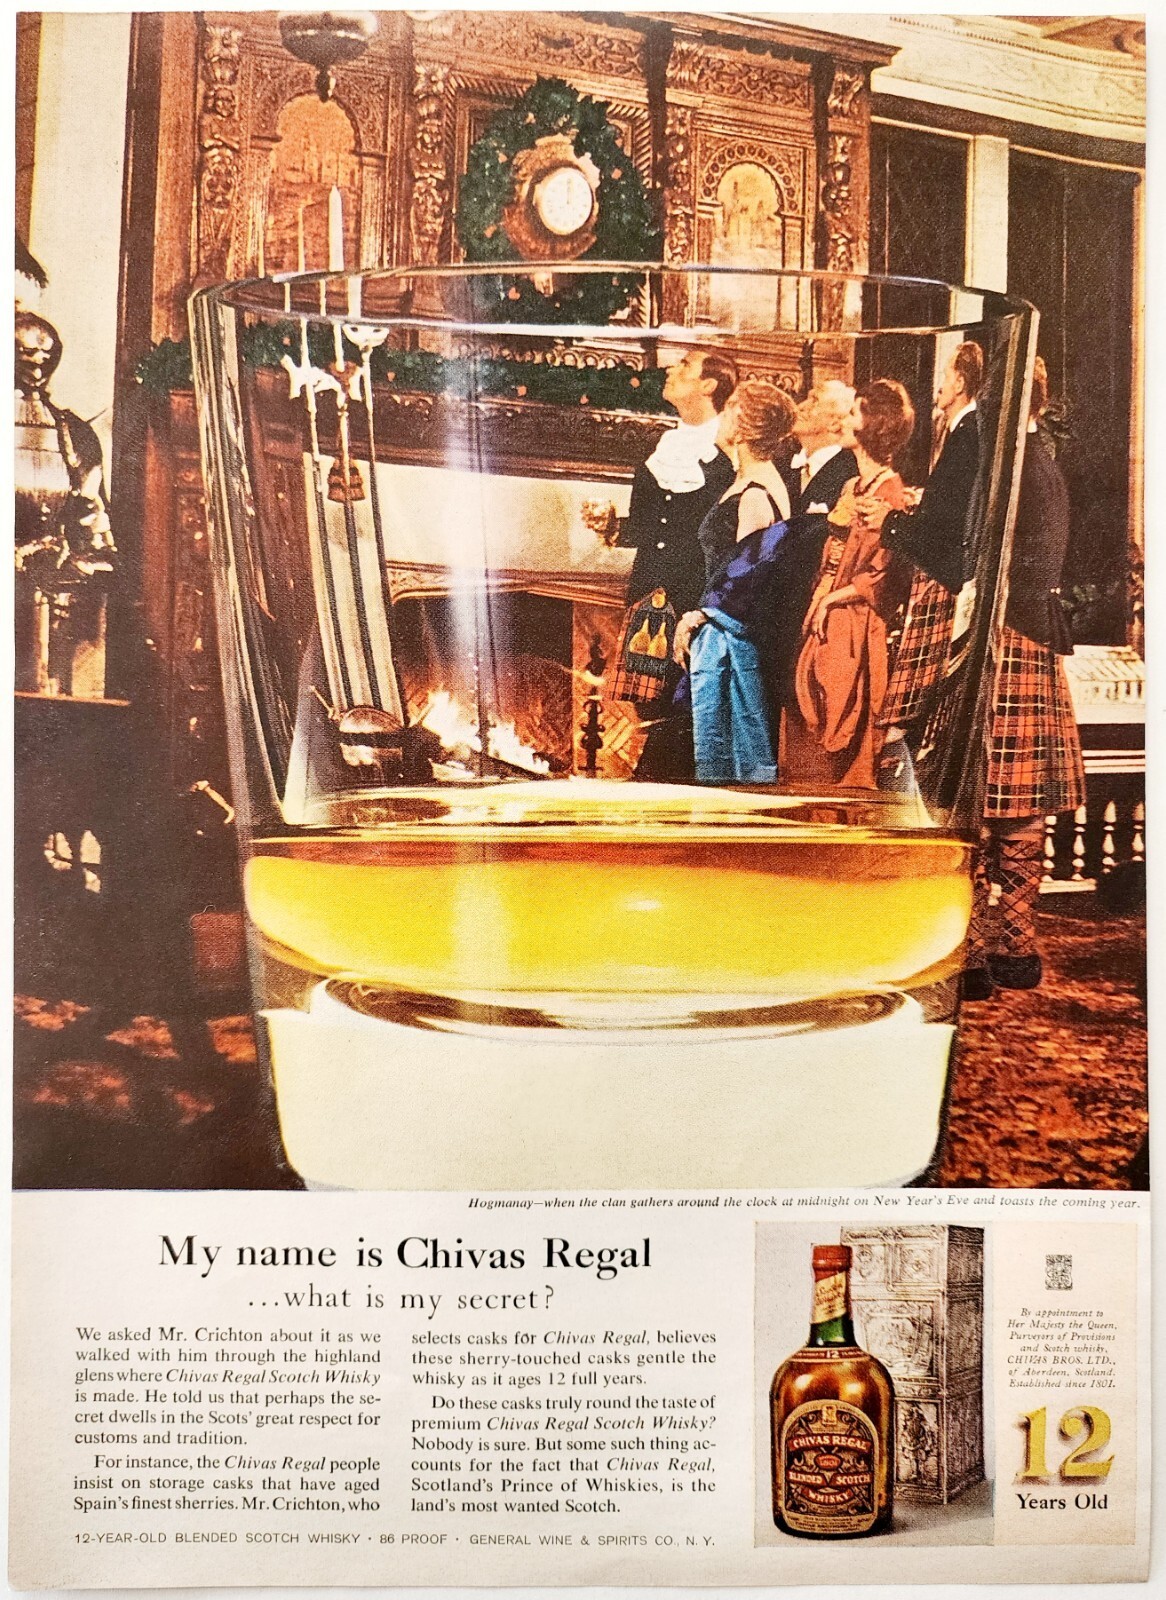 Hogmanay—when the clan gathers around the clock at midnight on New Year's Eve and toasts the coming year.
My name is Chivas Regal
...what is my secret?
We asked Mr. Crichton about it as we
walked with him through the highland
glens where Chivas Regal Scotch Whisky
is made. He told us that perhaps the se-
cret dwells in the Scots' great respect for
customs and tradition.
For instance, the Chivas Regal people
insist on storage casks that have aged
Spain's finest sherries. Mr. Crichton, who
selects casks for Chivas Regal, believes
these sherry-touched casks gentle the
whisky as it ages 12 full years.
Do these casks truly round the taste of
premium Chivas Regal Scotch Whisky?
Nobody is sure. But some such thing ac-
counts for the fact that Chivas Regal,
Scotland's Prince of Whiskies, is the
land's most wanted Scotch.
12-YEAR-OLD BLENDED SCOTCH WHISKY • 86 PROOF • GENERAL WINE & SPIRITS CO., N. Y.
12
CHIVAS REGAL
BLENDED SCOTCH
WHISKY
By appointment to
Her Majesty the Queen,
Purveyors of Provisions
and Scotch whisky,
CHIVAS BROS. LTD.,
of Aberdeen, Scotland.
Established since 1801.
12
Years Old